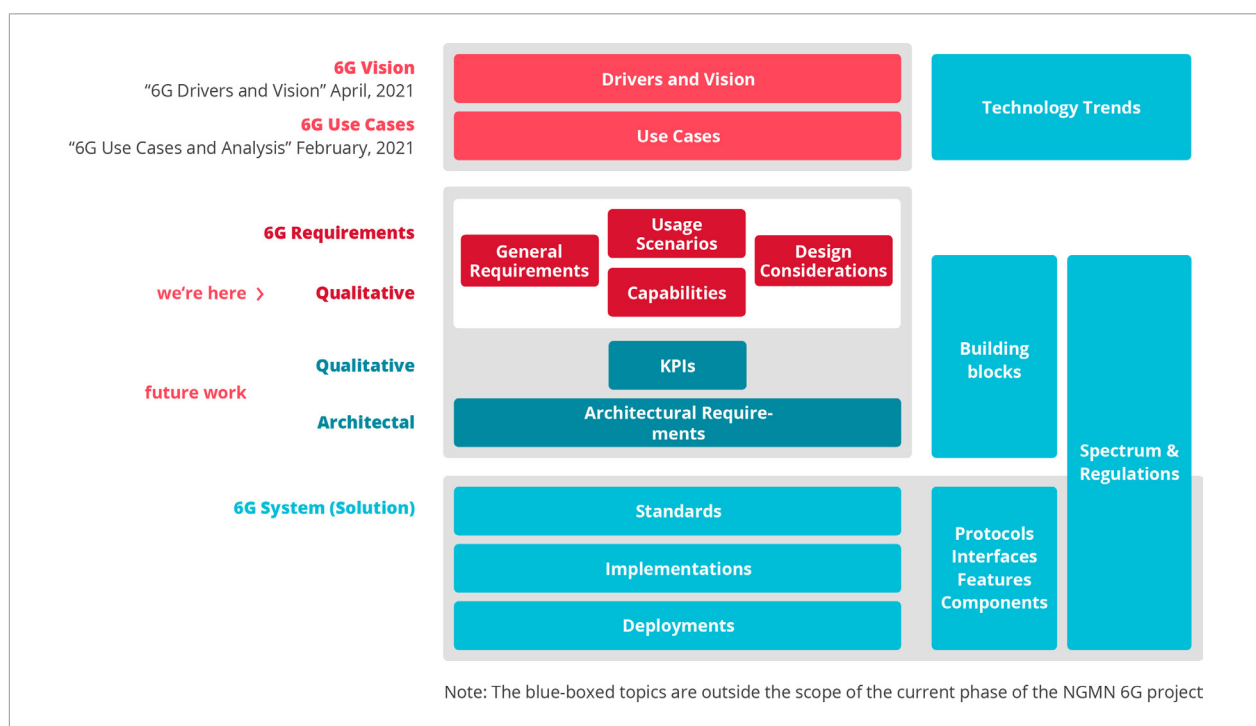 6G Vision
“6G Drivers and Vision” April, 2021
Drivers and Vision
Technology Trends
6G Use Cases
“6G Use Cases and Analysis” February, 2021
Use Cases
6G Requirements
General
Requirements
Usage
Scenarios
Design
Considerations
we’re here ›
Qualitative
Capabilities
Qualitative
KPIs
future work
Architectal
Architectural Require-
ments
Building
blocks
Spectrum &
Regulations
6G System (Solution)
Standards
Implementations
Deployments
Protocols
Interfaces
Features
Components
Note: The blue-boxed topics are outside the scope of the current phase of the NGMN 6G project